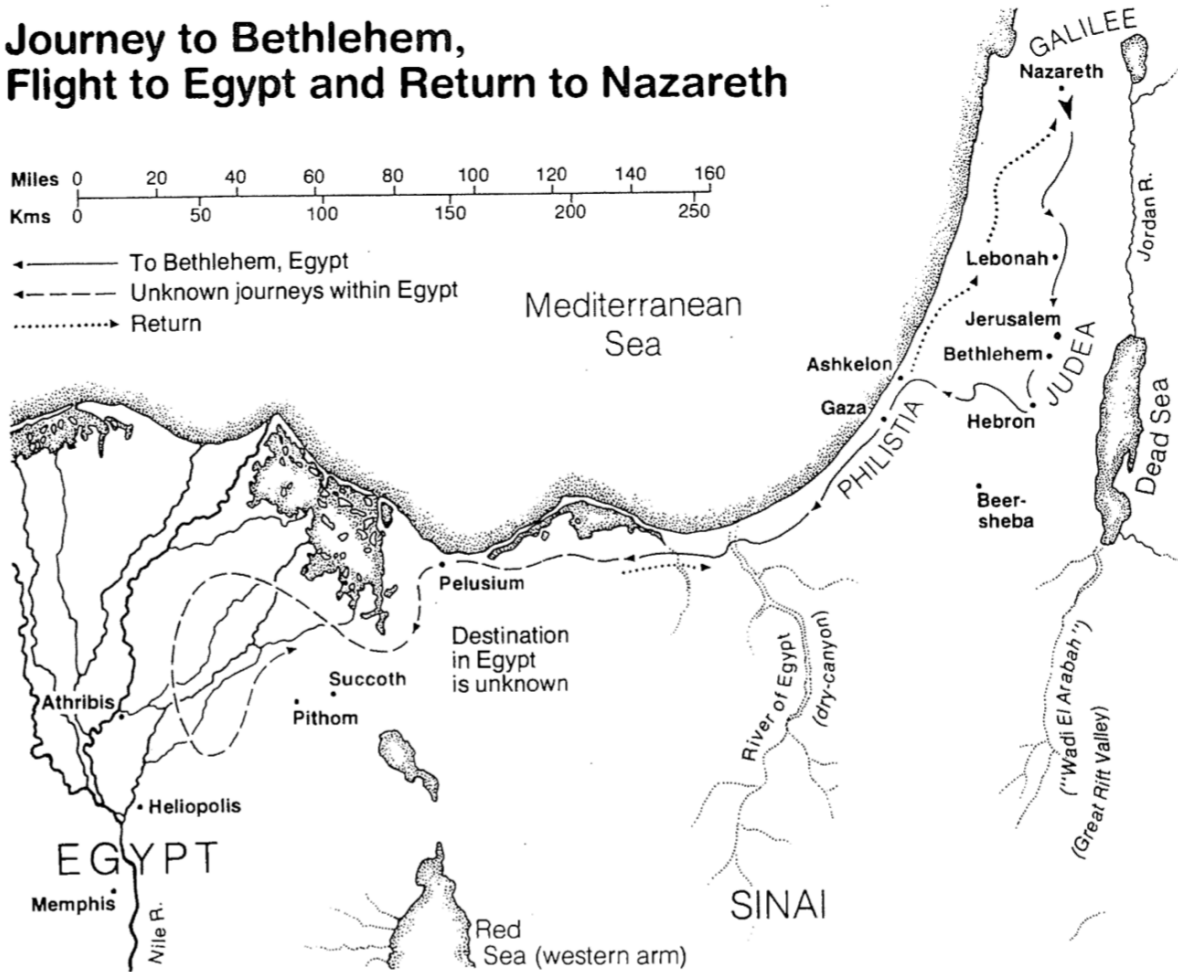 Journey to Bethlehem,
Flight to Egypt and Return to Nazareth
Miles 0 20 40 60 80 100 120 140 160
Kms 0 50 100 150 200 250
To Bethlehem, Egypt
Unknown journeys within Egypt
Return
Mediterranean
Sea
GALILEE
Nazareth
Jordan R.
Lebonah
Jerusalem
Bethlehem
JUDEA
Ashkelon
Gaza
PHILISTIA
Hebron
Dead Sea
Beer-
sheba
Pelusium
Destination
in Egypt
is unknown
Succoth
Pithom
Athribis
Heliopolis
EGYPT
Memphis
Nile R.
River of Egypt
(dry-canyon)
("Wadi El Arabah")
(Great Rift Valley)
SINAI
Red
Sea (western arm)